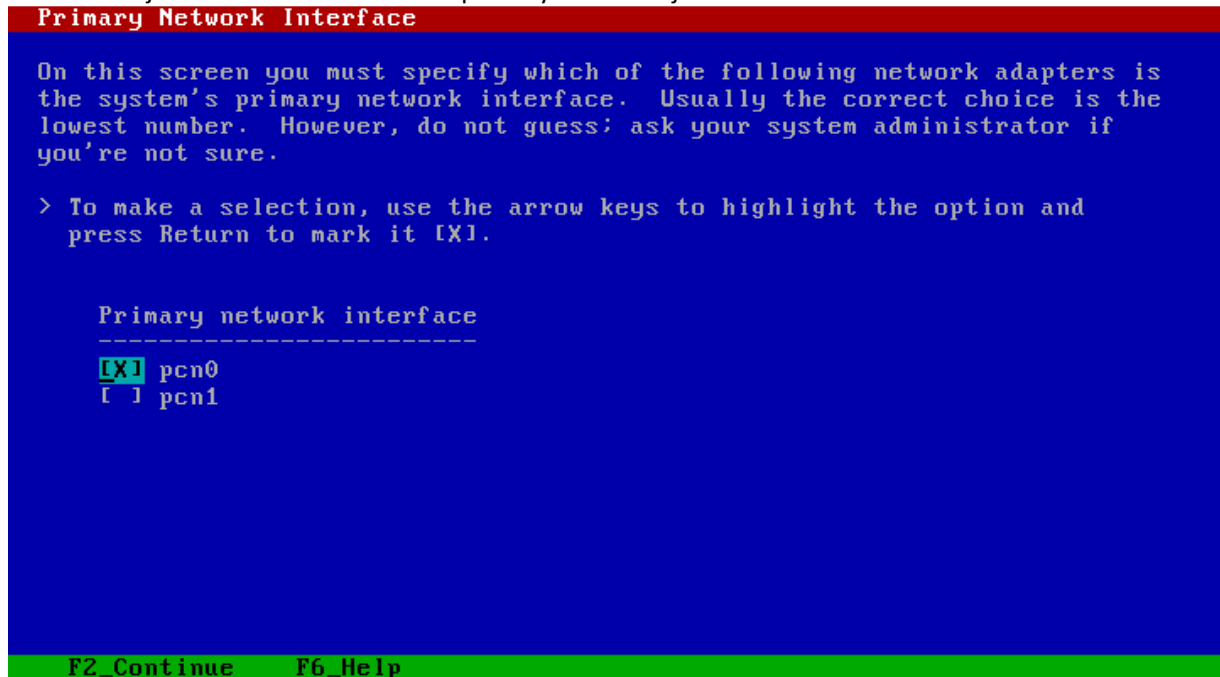 Primary Network Interface
On this screen you must specify which of the following network adapters is
the system's primary network interface.  Usually the correct choice is the
lowest number.  However, do not guess; ask your system administrator if
you're not sure.
> To make a selection, use the arrow keys to highlight the option and
press Return to mark it [X].
Primary network interface
-------------------------
[X] pcn0
[ ] pcn1
F2_Continue    F6_Help